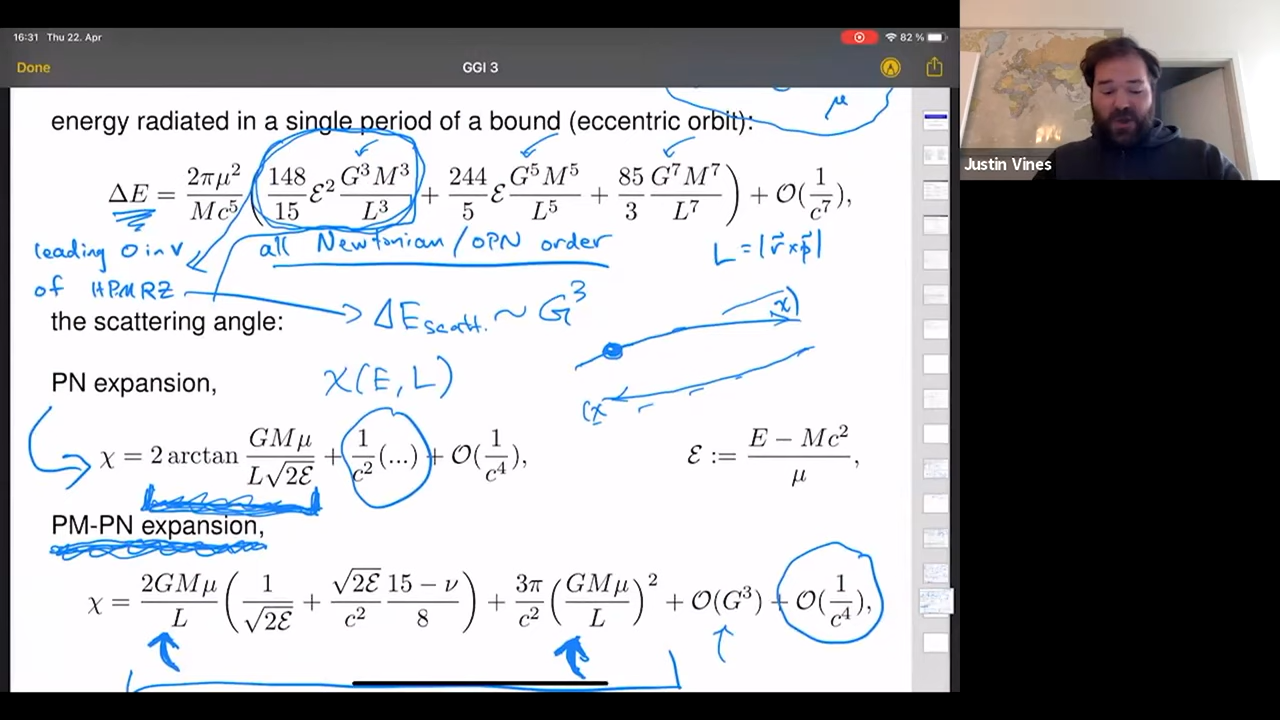 16:31 Thu 22. Apr
82 %
Done
GGI 3
Justin Vines
μ
energy radiated in a single period of a bound (eccentric orbit):
ΔE = 2πμ²/Mc⁵ (148/15 ℰ² G³M³/L³ + 244/5 ℰ G⁵M⁵/L⁵ + 85/3 G⁷M⁷/L⁷) + O(1/c⁷),
leading O in v
of HPMRZ
all Newtonian / 0PN order
L = |r⃗ × p⃗|
→ ΔE scatt. ~ G³
the scattering angle:
PN expansion,
χ(E, L)
χ = 2 arctan GMμ/L√2ℰ + 1/c² (...) + O(1/c⁴),
ℰ := E − Mc²/μ,
PM-PN expansion,
χ = 2GMμ/L (1/√2ℰ + √2ℰ/c² 15 − ν/8) + 3π/c² (GMμ/L)² + O(G³) + O(1/c⁴),